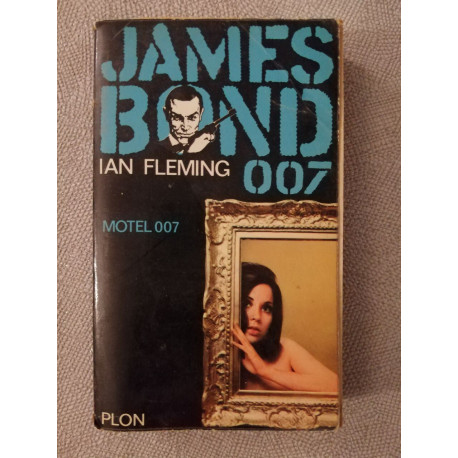 JAMES
BOND
IAN FLEMING
007
MOTEL 007
PLON